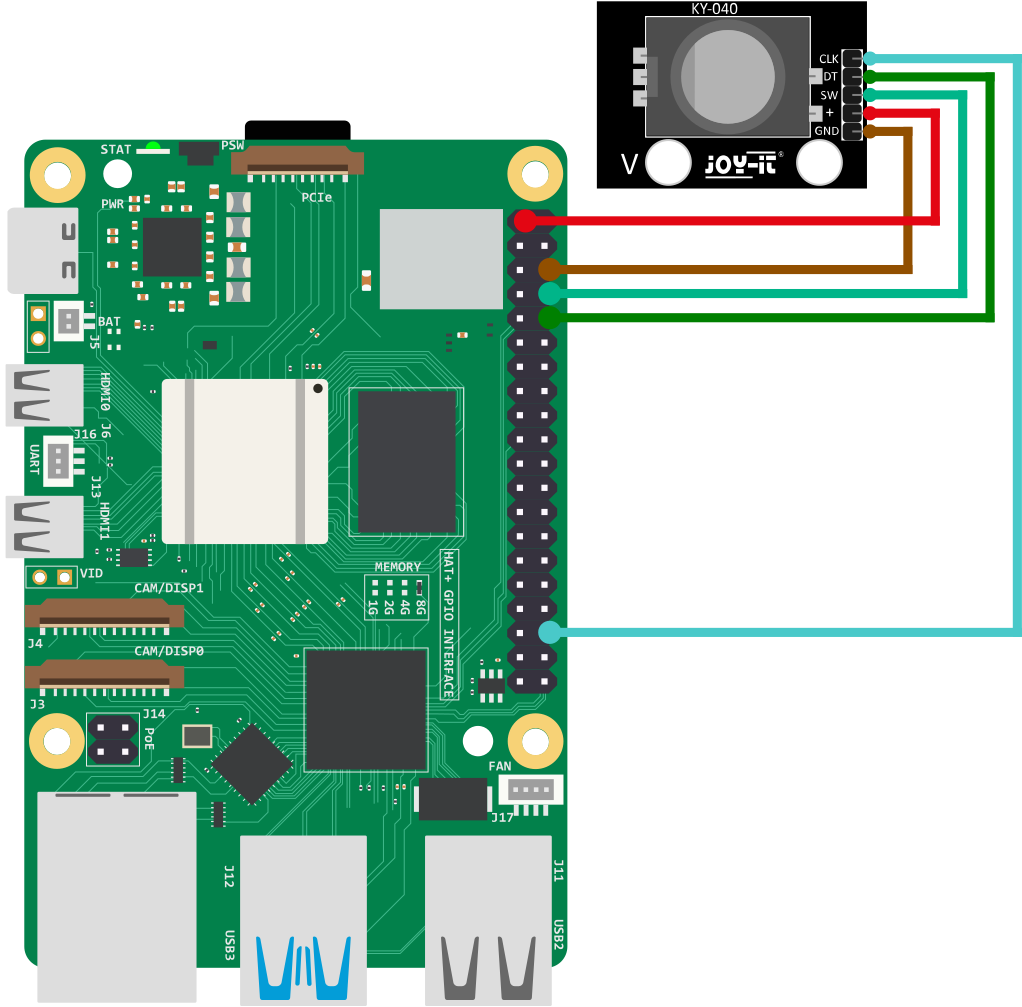 KY-040
CLK
DT
SW
+
GND
V
JOY-iT®
STAT
PSW
PCIe
PWR
BAT
J5
HDMI0
J6
J16
UART
J13
HDMI1
VID
CAM/DISP1
J4
CAM/DISP0
J3
J14
PoE
MEMORY
1G
2G
4G
8G
HAT+ GPIO INTERFACE
FAN
J17
J12
USB3
J11
USB2